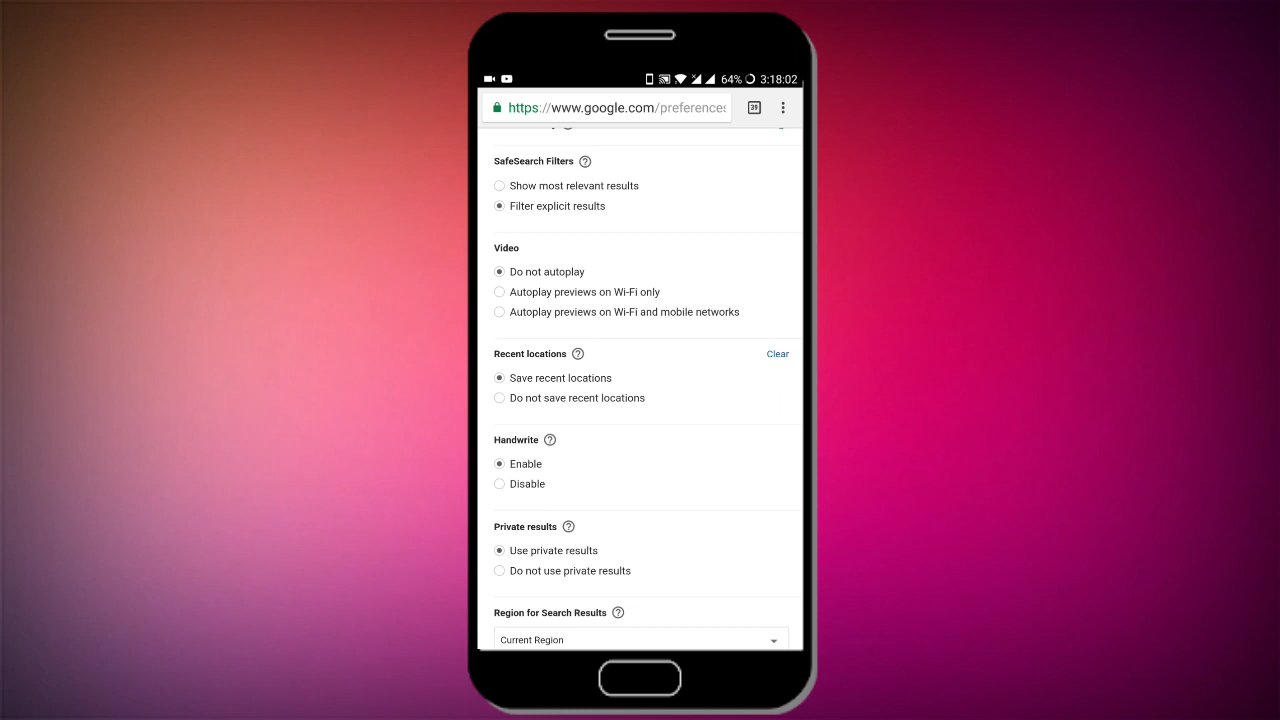 64% 3:18:02
https://www.google.com/preferences
39
SafeSearch Filters ?
Show most relevant results
Filter explicit results
Video
Do not autoplay
Autoplay previews on Wi-Fi only
Autoplay previews on Wi-Fi and mobile networks
Recent locations ?
Clear
Save recent locations
Do not save recent locations
Handwrite ?
Enable
Disable
Private results ?
Use private results
Do not use private results
Region for Search Results ?
Current Region